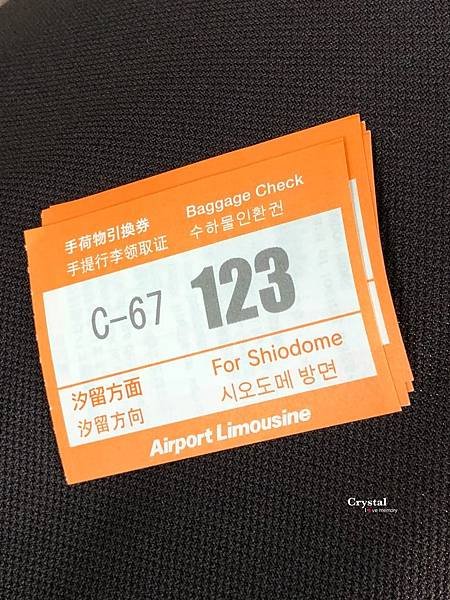 手荷物引換券
Baggage Check
手提行李领取证
수하물인환권
C-67 123
汐留方面
For Shiodome
汐留方向
시오도메 방면
Airport Limousine
Crystal
I ve memory